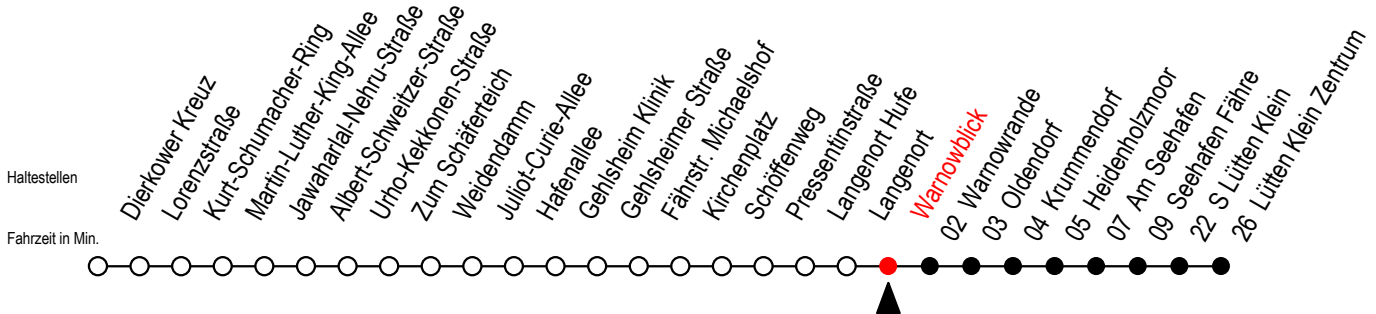 Haltestellen
Fahrzeit in Min.
Dierkower Kreuz
Lorenzstraße
Kurt-Schumacher-Ring
Martin-Luther-King-Allee
Jawaharlal-Nehru-Straße
Albert-Schweitzer-Straße
Urho-Kekkonen-Straße
Zum Schäferteich
Weidendamm
Juliot-Curie-Allee
Hafenallee
Gehlsheim Klinik
Gehlsheimer Straße
Fährstr. Michaelshof
Kirchenplatz
Schöffenweg
Pressentinstraße
Langenort Hufe
Langenort
Warnowblick
02 Warnowrande
03 Oldendorf
04 Krummendorf
05 Heidenholzmoor
07 Am Seehafen
09 Seehafen Fähre
22 S Lütten Klein
26 Lütten Klein Zentrum